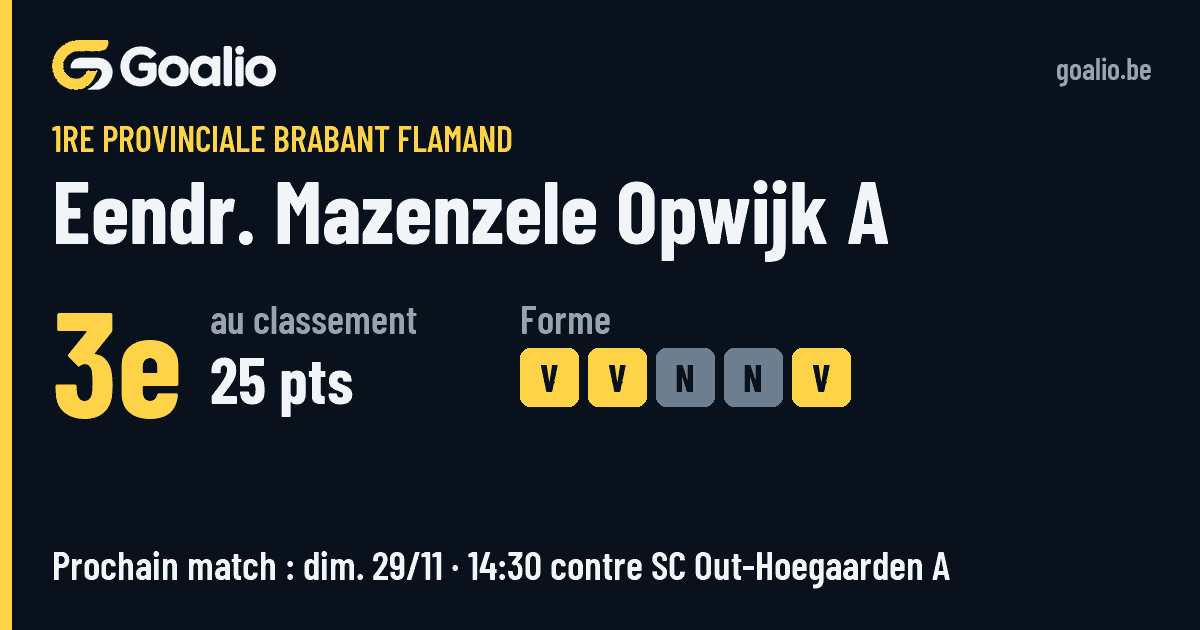 Goalio
goalio.be
1RE PROVINCIALE BRABANT FLAMAND
Eendr. Mazenzele Opwijk A
3e
au classement
25 pts
Forme
V V N N V
Prochain match : dim. 29/11 · 14:30 contre SC Out-Hoegaarden A